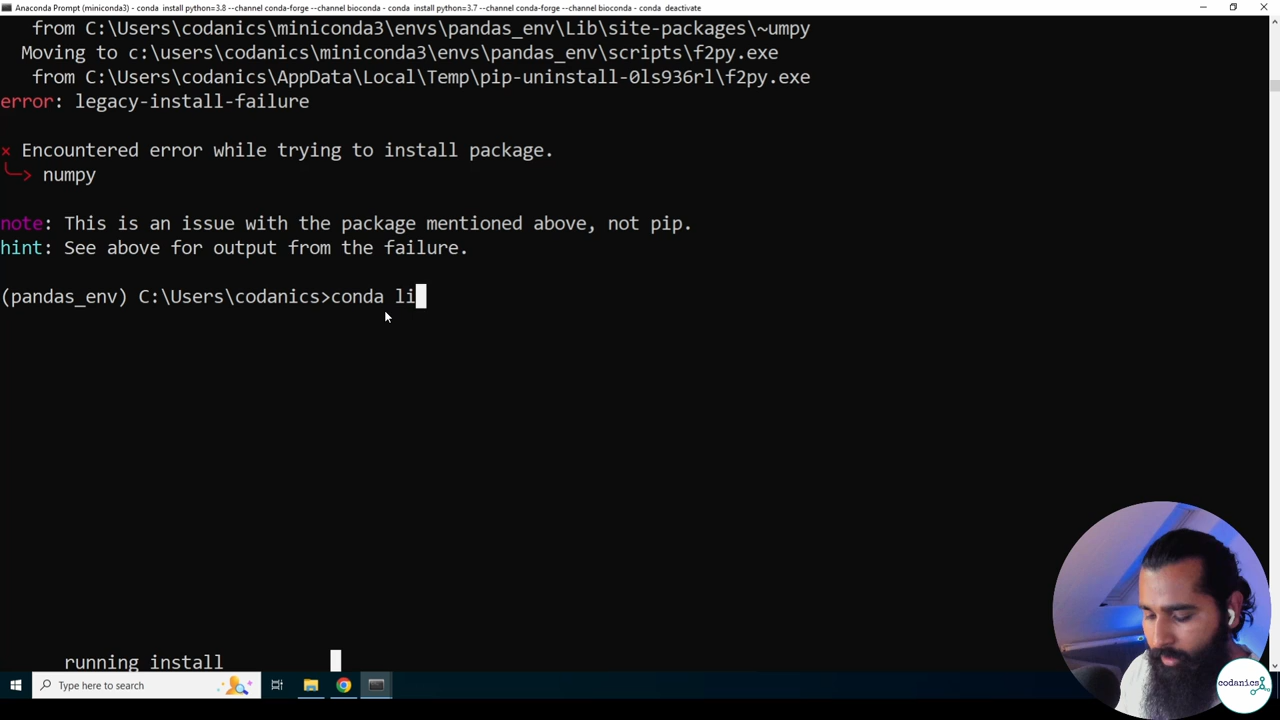 Anaconda Prompt (miniconda3) - conda install python=3.8 --channel conda-forge --channel bioconda - conda install python=3.7 --channel conda-forge --channel bioconda - conda deactivate
from C:\Users\codanics\miniconda3\envs\pandas_env\Lib\site-packages\~umpy
Moving to c:\users\codanics\miniconda3\envs\pandas_env\scripts\f2py.exe
from C:\Users\codanics\AppData\Local\Temp\pip-uninstall-0ls936rl\f2py.exe
error: legacy-install-failure
× Encountered error while trying to install package.
╰─> numpy
note: This is an issue with the package mentioned above, not pip.
hint: See above for output from the failure.
(pandas_env) C:\Users\codanics>conda li
running install
Type here to search
codanics